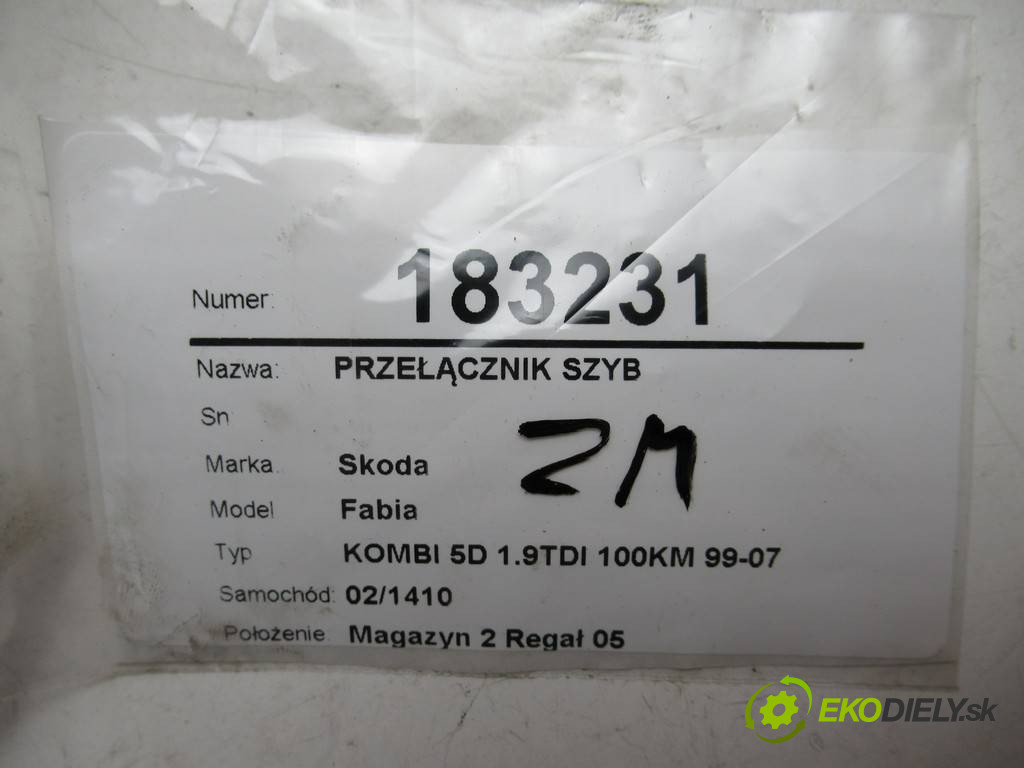 Numer: 183231
Nazwa: PRZEŁĄCZNIK SZYB
Sn
ZM
Marka Skoda
Model Fabia
Typ KOMBI 5D 1.9TDI 100KM 99-07
Samochód: 02/1410
Położenie Magazyn 2 Regał 05
EKODIELY.sk